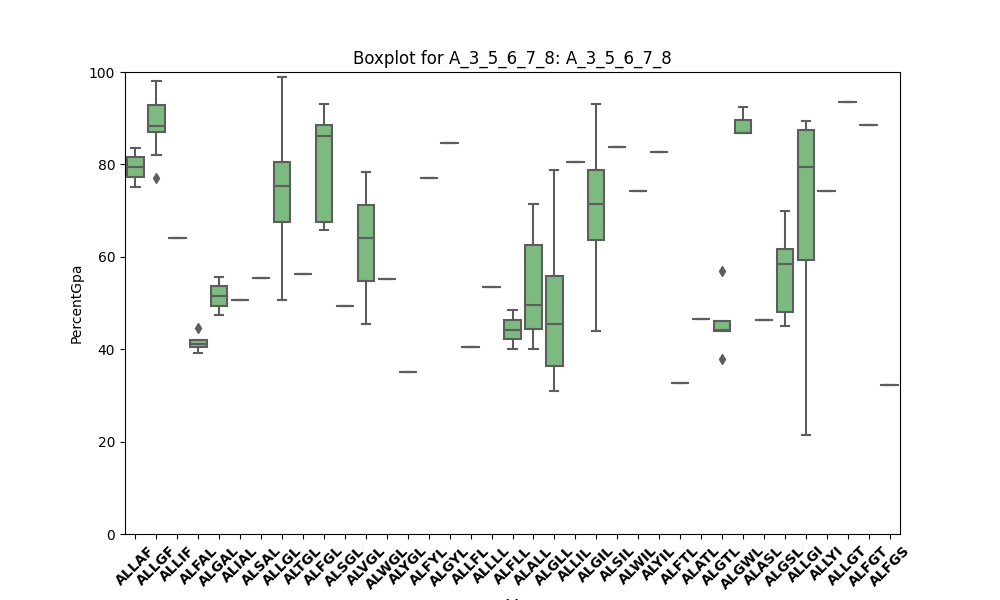 Boxplot for A_3_5_6_7_8: A_3_5_6_7_8
PercentGpa
100
80
60
40
20
0
ALLAF
ALLGF
ALLIF
ALFAL
ALGAL
ALIAL
ALSAL
ALLGL
ALTGL
ALFGL
ALSGL
ALVGL
ALWGL
ALYGL
ALFYL
ALGYL
ALLFL
ALLLL
ALFLL
ALALL
ALGLL
ALLIL
ALGIL
ALSIL
ALWIL
ALYIL
ALFTL
ALATL
ALGTL
ALGWL
ALASL
ALGSL
ALLGI
ALLYI
ALLGT
ALFGT
ALFGS